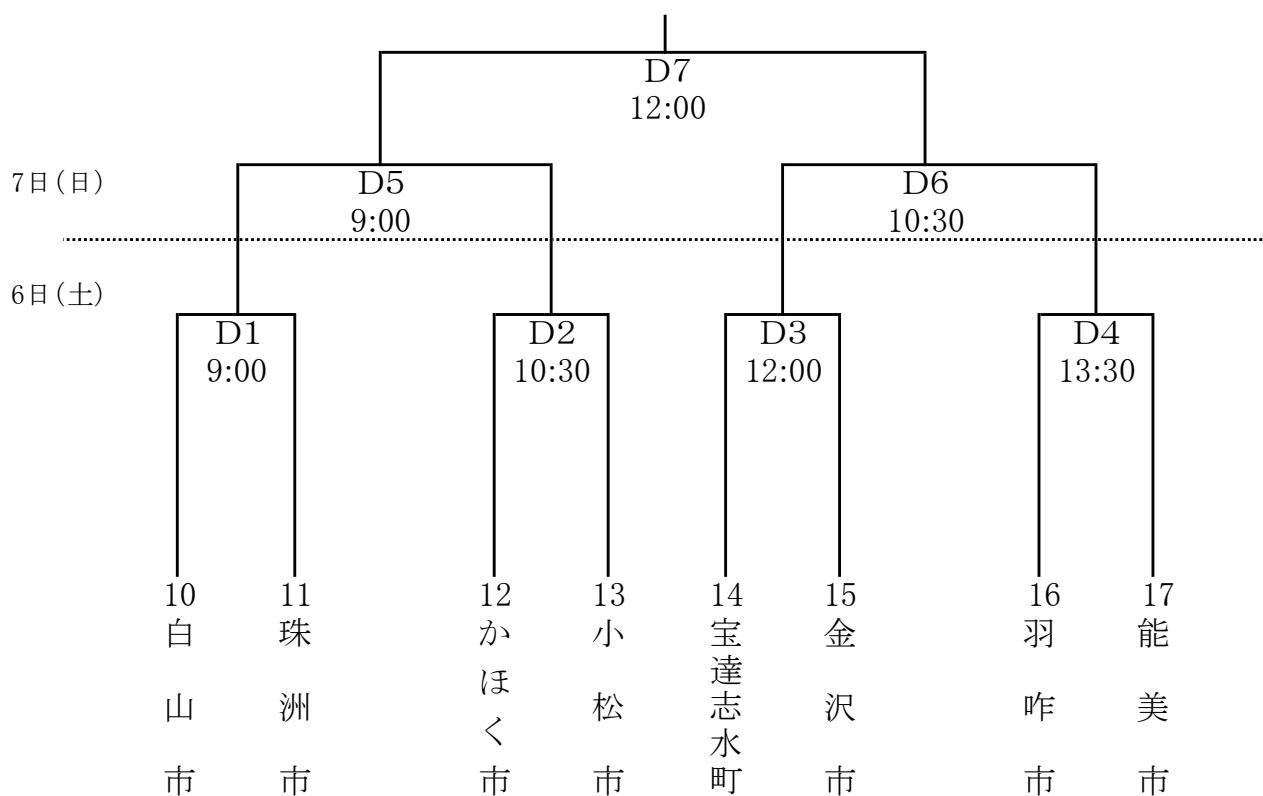 D7
12:00
7日(日)
D5
9:00
D6
10:30
6日(土)
D1
9:00
D2
10:30
D3
12:00
D4
13:30
10
白山市
11
珠洲市
12
かほく市
13
小松市
14
宝達志水町
15
金沢市
16
羽咋市
17
能美市